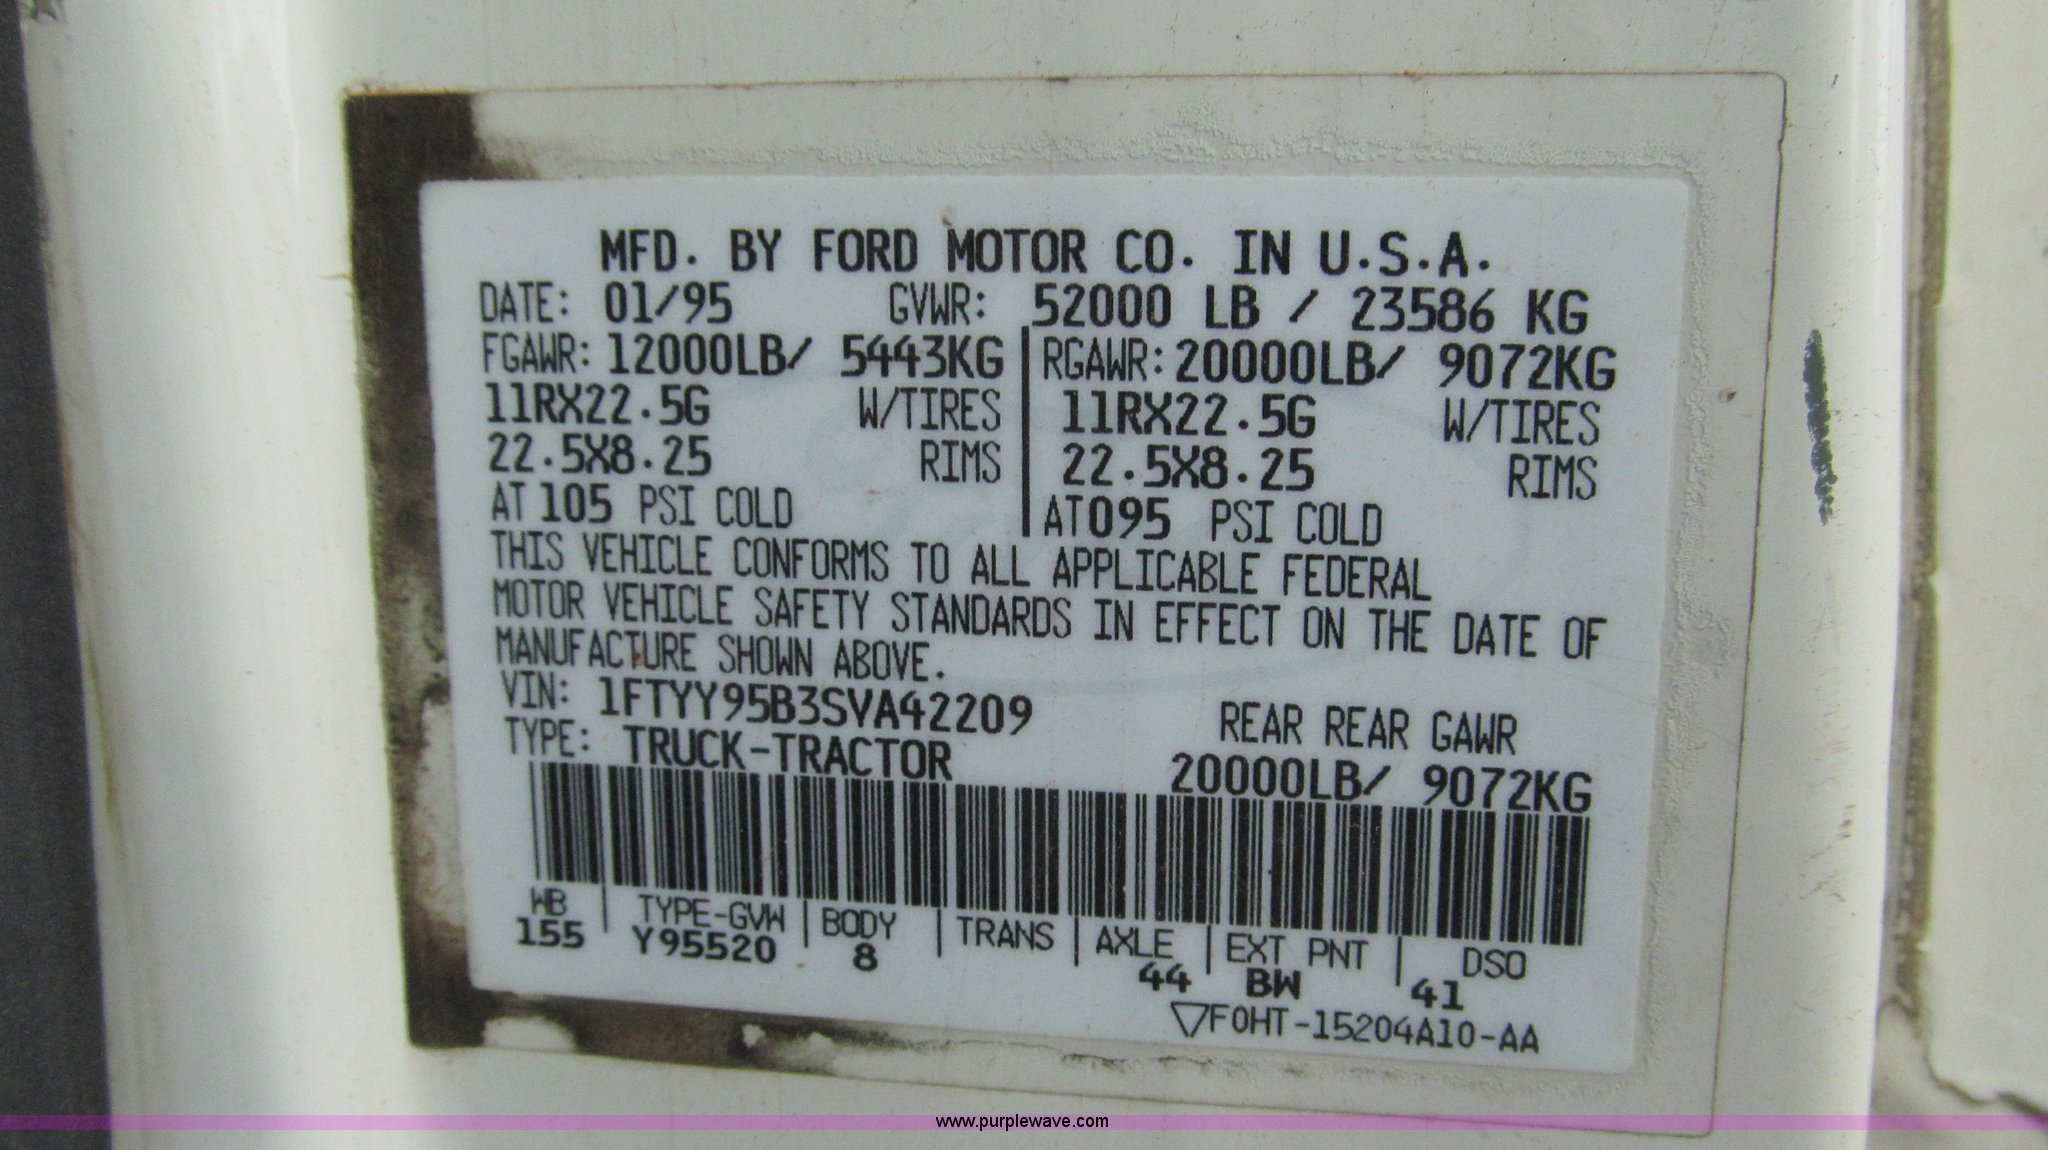 MFD. BY FORD MOTOR CO. IN U.S.A.
DATE: 01/95 GVWR: 52000 LB / 23586 KG
FGAWR: 12000LB/ 5443KG RGAWR: 20000LB/ 9072KG
11RX22.5G W/TIRES 11RX22.5G W/TIRES
22.5X8.25 RIMS 22.5X8.25 RIMS
AT 105 PSI COLD AT 095 PSI COLD
THIS VEHICLE CONFORMS TO ALL APPLICABLE FEDERAL
MOTOR VEHICLE SAFETY STANDARDS IN EFFECT ON THE DATE OF
MANUFACTURE SHOWN ABOVE.
VIN: 1FTYY95B3SVA42209 REAR REAR GAWR
TYPE: TRUCK-TRACTOR 20000LB/ 9072KG
WB TYPE-GVW BODY TRANS AXLE EXT PNT DSO
155 Y95520 8 44 BW 41
▽F0HT-15204A10-AA
www.purplewave.com